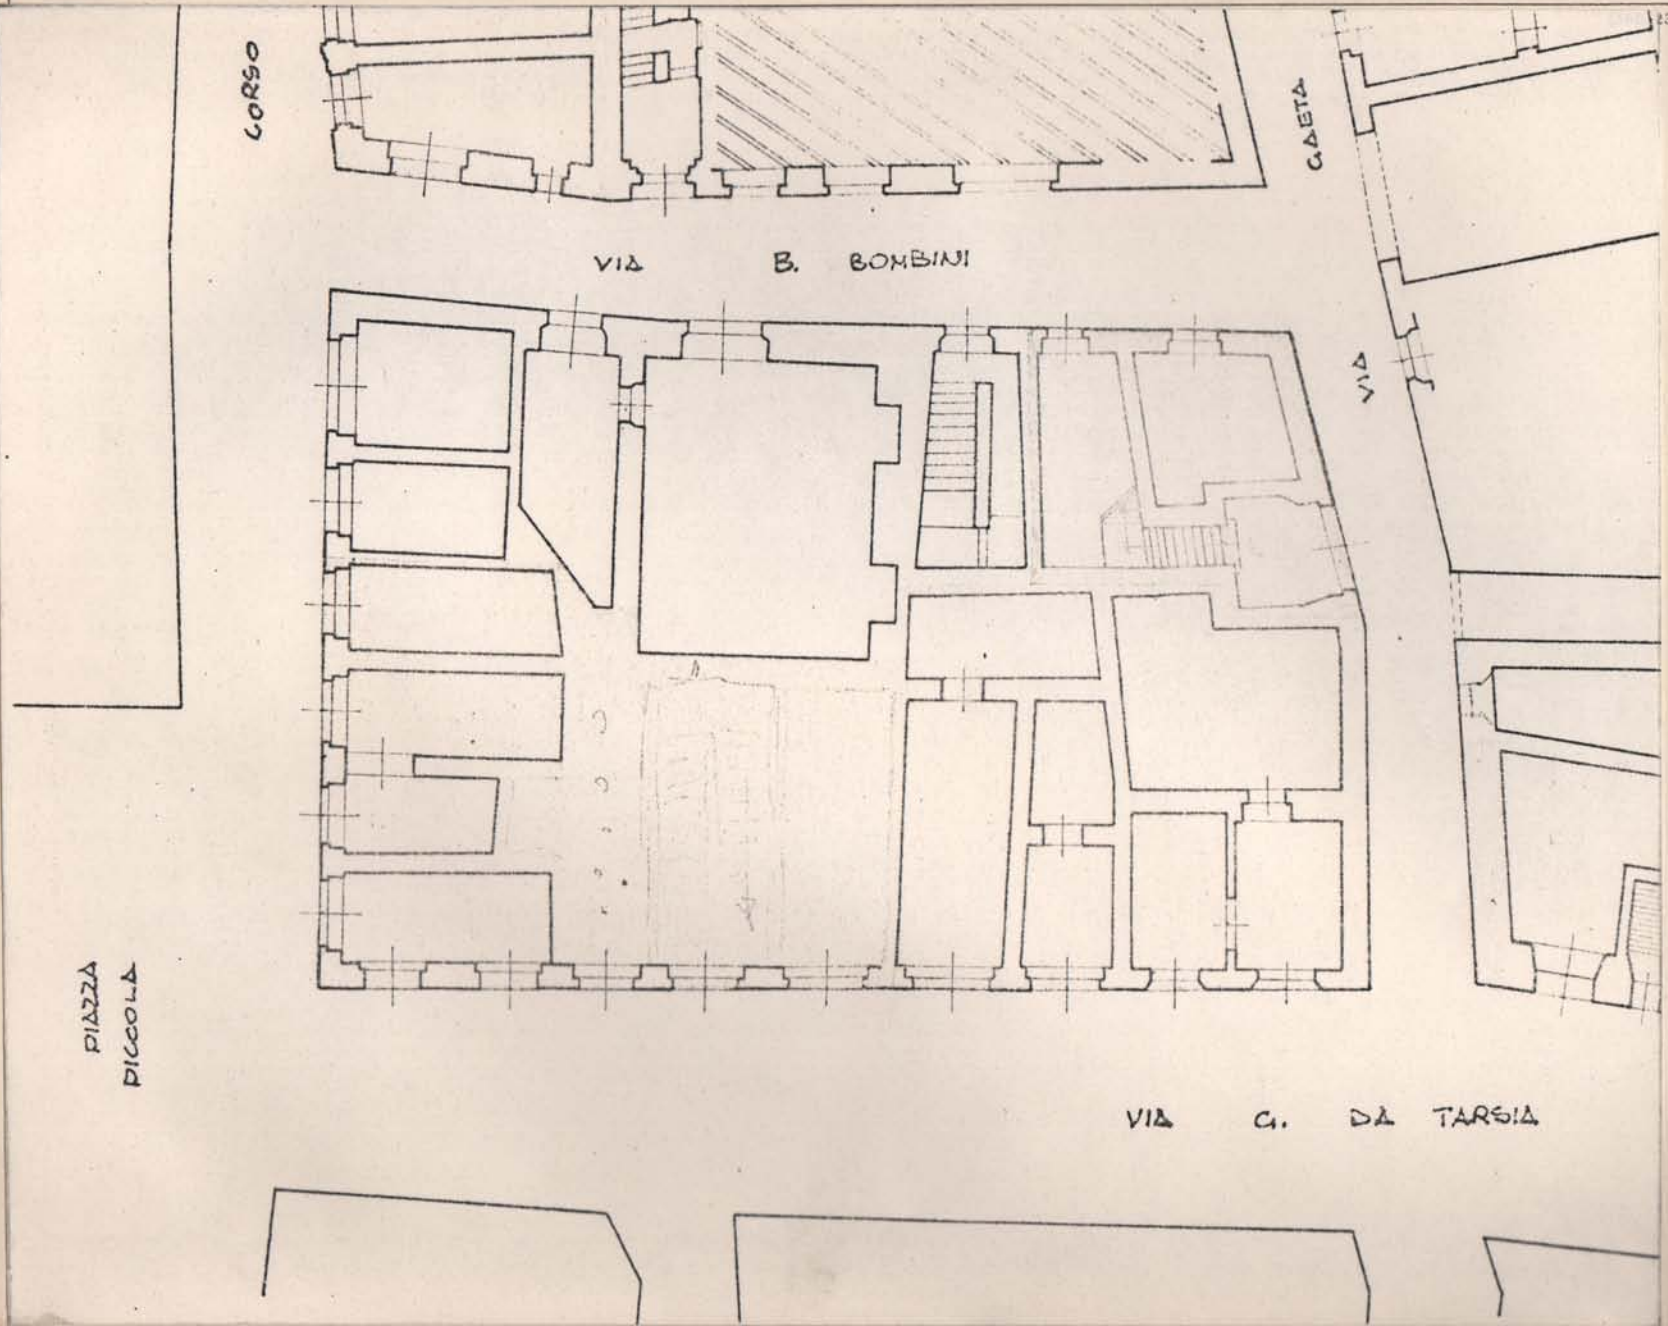 CORSO
VIA GAETA
VIA B. BOMBINI
PIAZZA
PICCOLA
VIA G. DA TARSIA